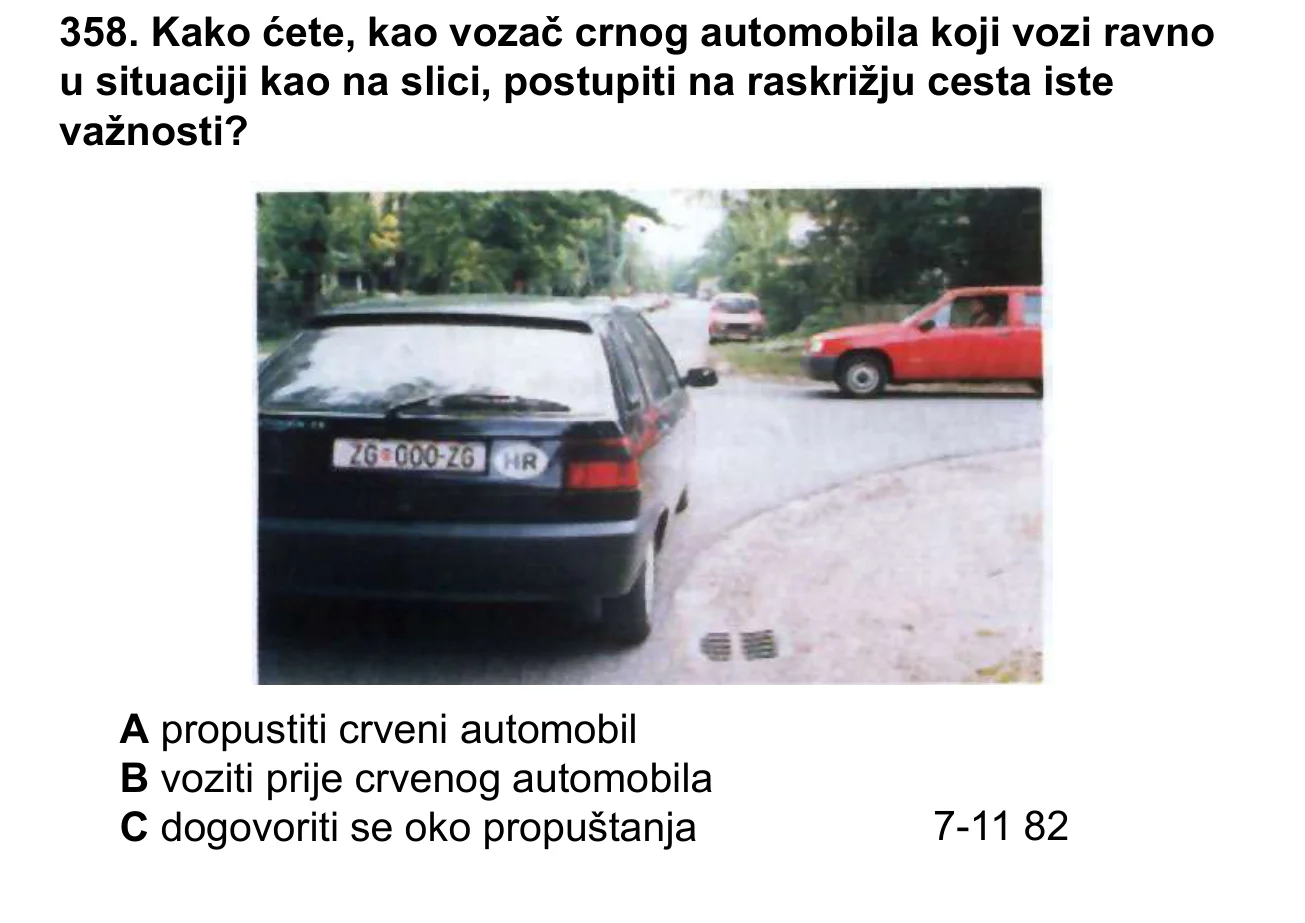 358. Kako ćete, kao vozač crnog automobila koji vozi ravno
u situaciji kao na slici, postupiti na raskrižju cesta iste
važnosti?
ZG 000-ZG HR
A propustiti crveni automobil
B voziti prije crvenog automobila
C dogovoriti se oko propuštanja 7-11 82